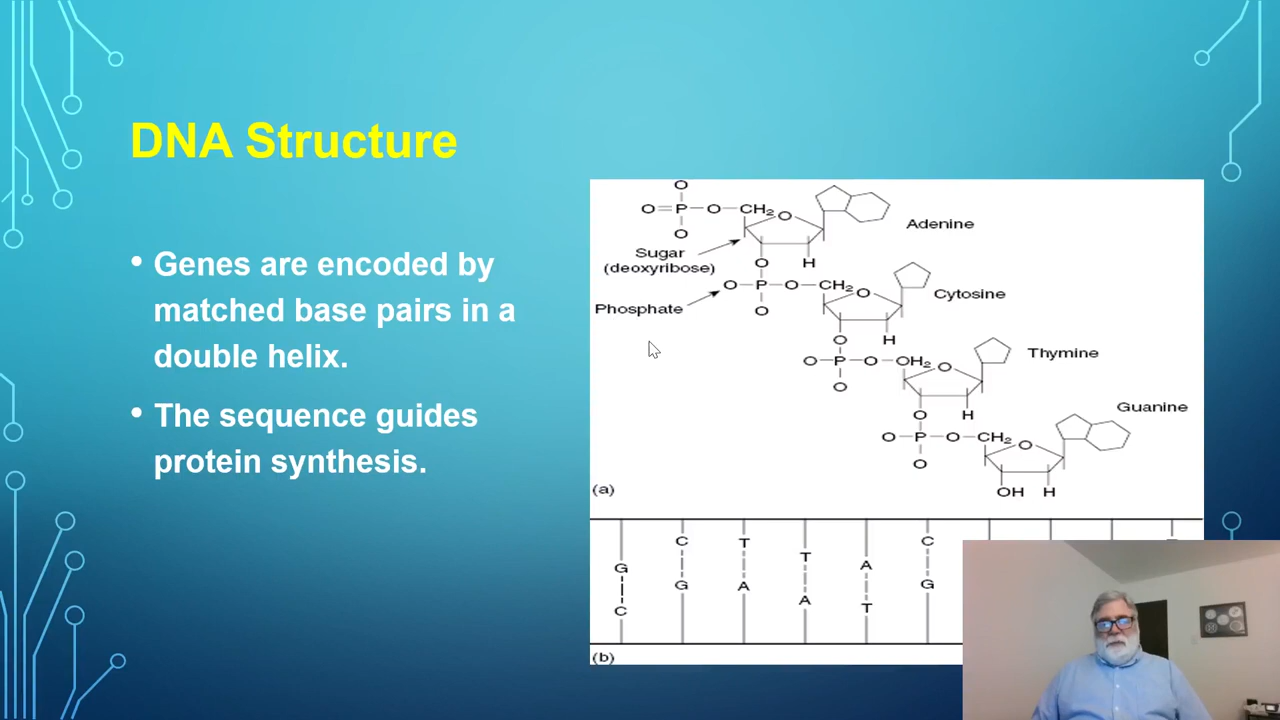 DNA Structure
• Genes are encoded by
matched base pairs in a
double helix.
• The sequence guides
protein synthesis.
O
O=P—O—CH₂ O
O
Adenine
Sugar
(deoxyribose)
O H
O—P—O—CH₂ O
O
Cytosine
Phosphate
O H
O—P—O—OH₂ O
O
Thymine
O H
O—P—O—CH₂ O
O
Guanine
OH H
(a)
G C T T A C
C G A A T G
(b)